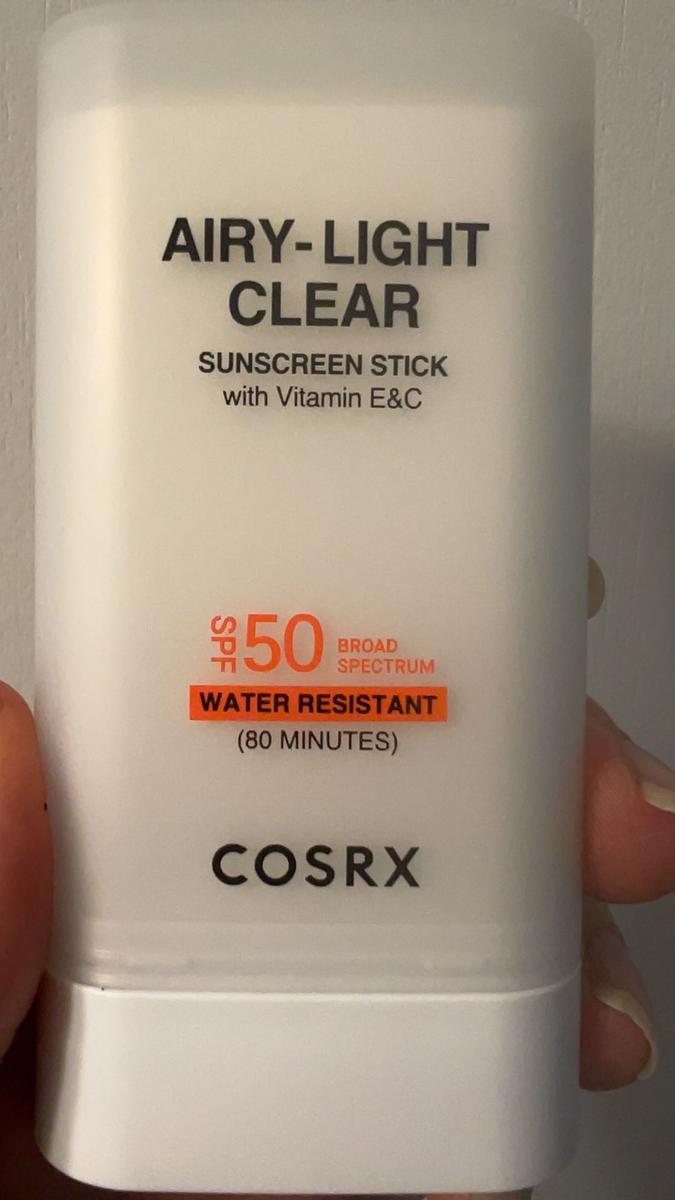 AIRY-LIGHT
CLEAR
SUNSCREEN STICK
with Vitamin E&C
SPF 50 BROAD
SPECTRUM
WATER RESISTANT
(80 MINUTES)
COSRX